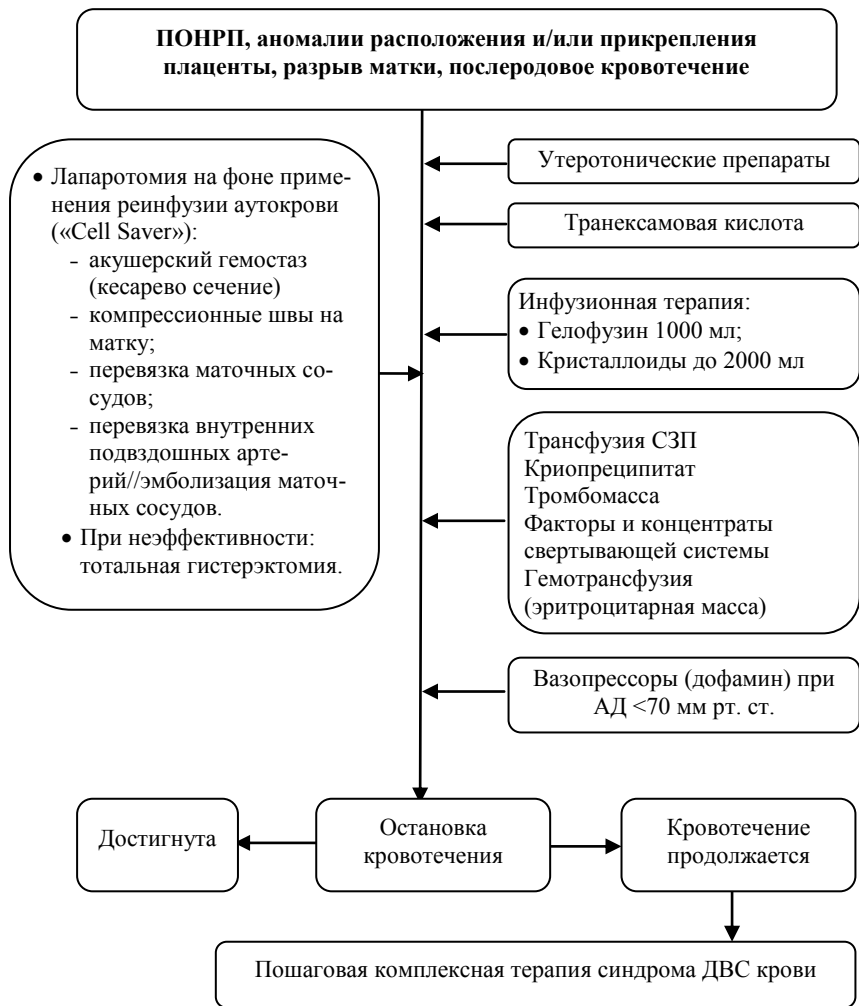 ПОНРП, аномалии расположения и/или прикрепления
плаценты, разрыв матки, послеродовое кровотечение
• Лапаротомия на фоне приме-
нения реинфузии аутокрови
(«Cell Saver»):
- акушерский гемостаз
(кесарево сечение)
- компрессионные швы на
матку;
- перевязка маточных со-
судов;
- перевязка внутренних
подвздошных арте-
рий//эмболизация маточ-
ных сосудов.
• При неэффективности:
тотальная гистерэктомия.
Утеротонические препараты
Транексамовая кислота
Инфузионная терапия:
• Гелофузин 1000 мл;
• Кристаллоиды до 2000 мл
Трансфузия СЗП
Криопреципитат
Тромбомасса
Факторы и концентраты
свертывающей системы
Гемотрансфузия
(эритроцитарная масса)
Вазопрессоры (дофамин) при
АД <70 мм рт. ст.
Достигнута
Остановка
кровотечения
Кровотечение
продолжается
Пошаговая комплексная терапия синдрома ДВС крови